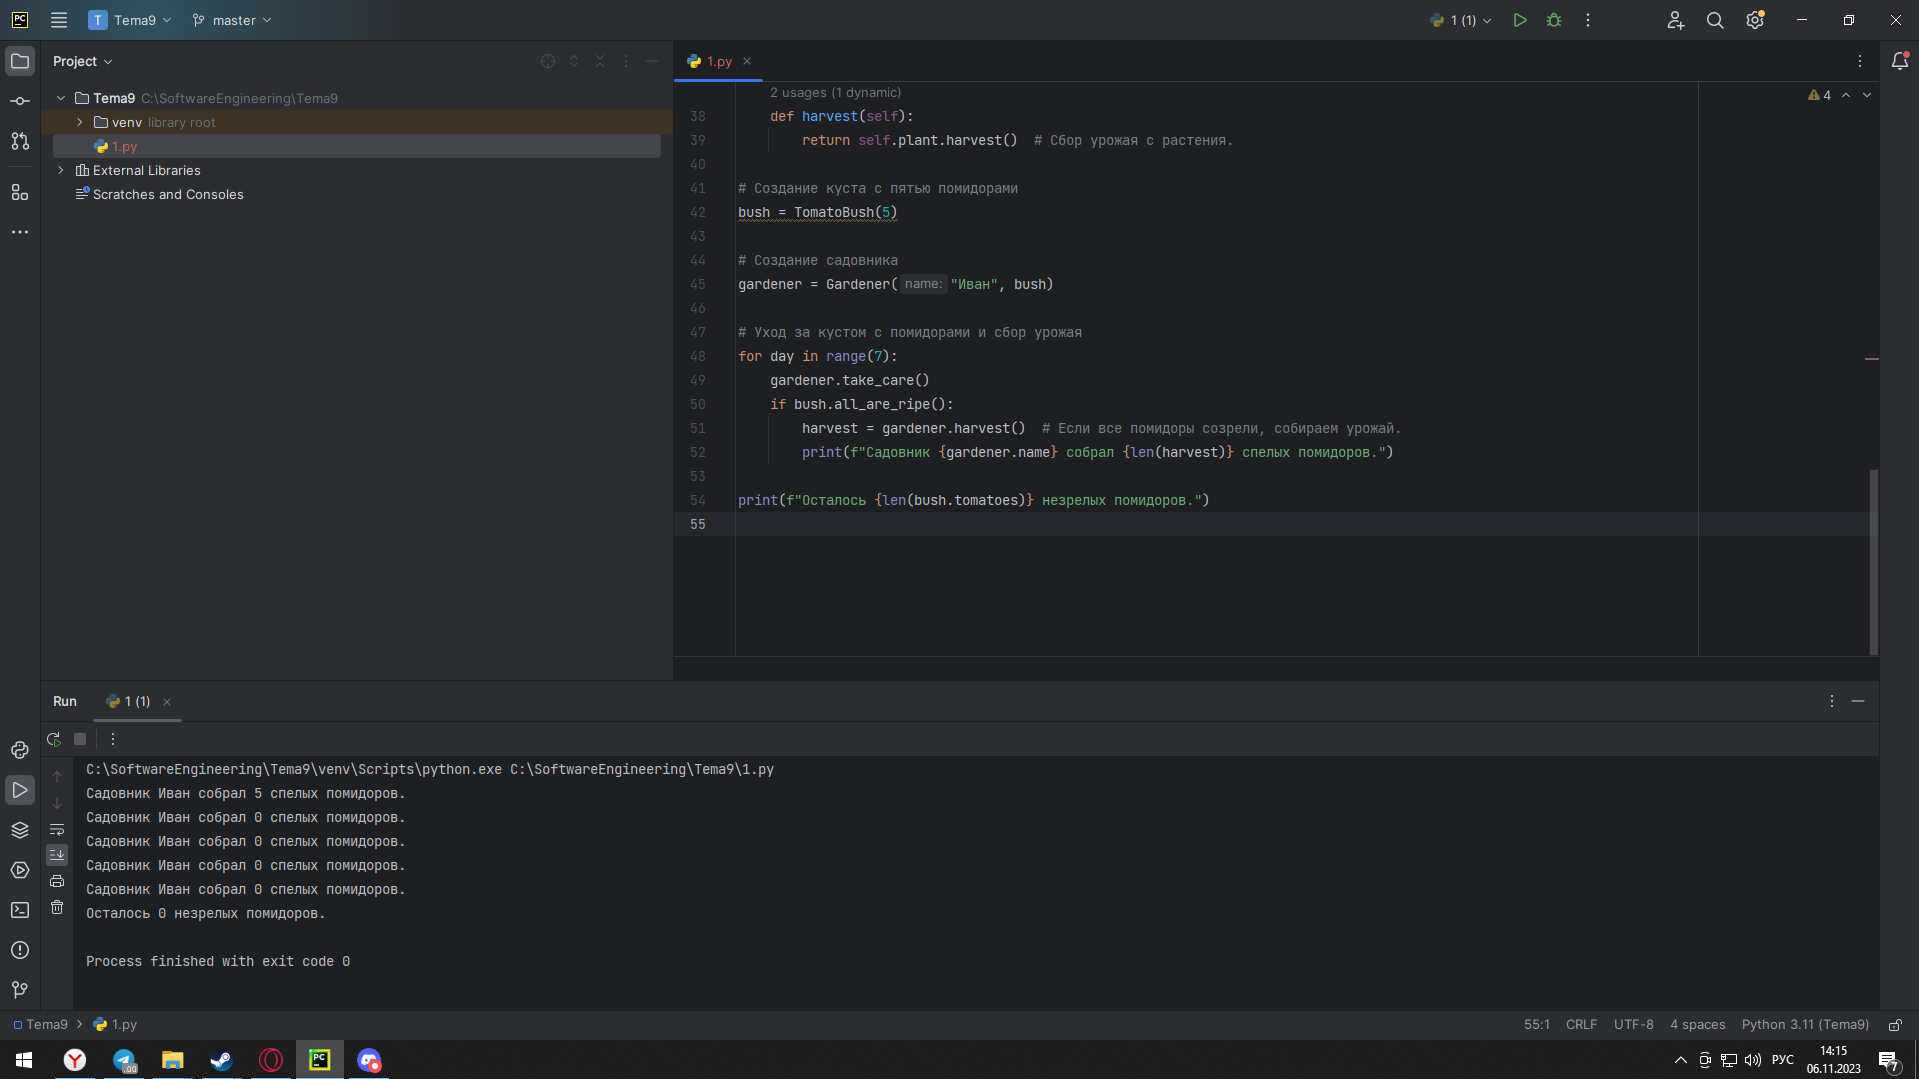 PC
T Tema9
master
1 (1)
Project
1.py
Tema9 C:\SoftwareEngineering\Tema9
venv library root
1.py
External Libraries
Scratches and Consoles
4
2 usages (1 dynamic)
38 def harvest(self):
39 return self.plant.harvest()  # Сбор урожая с растения.
40
41 # Создание куста с пятью помидорами
42 bush = TomatoBush(5)
43
44 # Создание садовника
45 gardener = Gardener( name: "Иван", bush)
46
47 # Уход за кустом с помидорами и сбор урожая
48 for day in range(7):
49 gardener.take_care()
50 if bush.all_are_ripe():
51 harvest = gardener.harvest()  # Если все помидоры созрели, собираем урожай.
52 print(f"Садовник {gardener.name} собрал {len(harvest)} спелых помидоров.")
53
54 print(f"Осталось {len(bush.tomatoes)} незрелых помидоров.")
55
Run
1 (1)
C:\SoftwareEngineering\Tema9\venv\Scripts\python.exe C:\SoftwareEngineering\Tema9\1.py
Садовник Иван собрал 5 спелых помидоров.
Садовник Иван собрал 0 спелых помидоров.
Садовник Иван собрал 0 спелых помидоров.
Садовник Иван собрал 0 спелых помидоров.
Садовник Иван собрал 0 спелых помидоров.
Осталось 0 незрелых помидоров.
Process finished with exit code 0
Tema9 > 1.py
55:1 CRLF UTF-8 4 spaces Python 3.11 (Tema9)
Y
.00
PC
РУС
14:15
06.11.2023
7